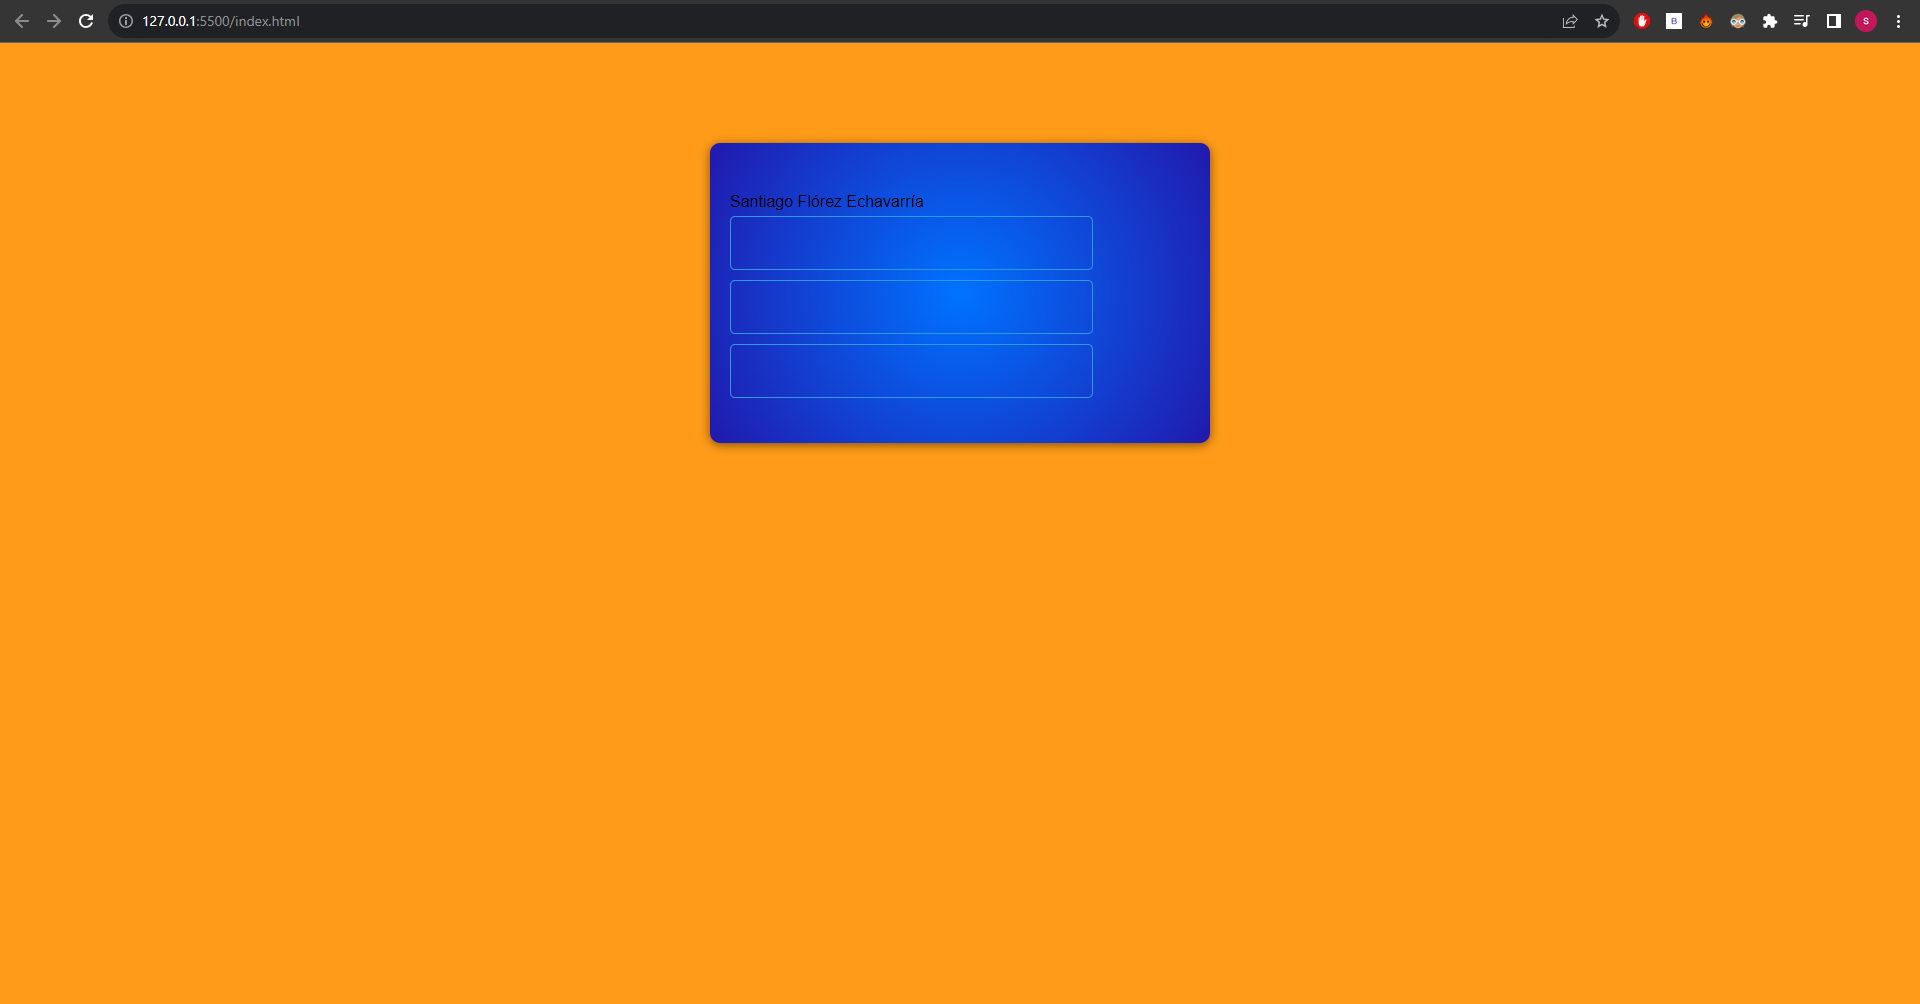 127.0.0.1:5500/index.html
B
S
Santiago Flórez Echavarría